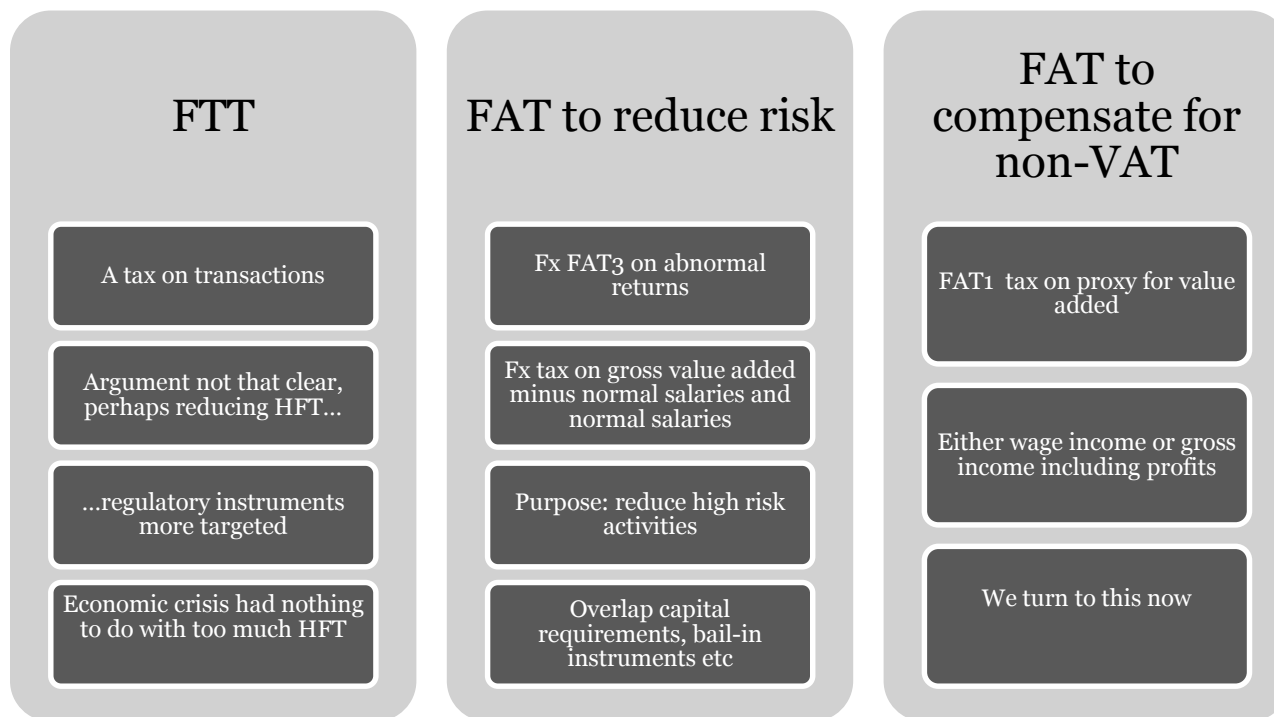 FTT
A tax on transactions
Argument not that clear,
perhaps reducing HFT...
...regulatory instruments
more targeted
Economic crisis had nothing
to do with too much HFT
FAT to reduce risk
Fx FAT3 on abnormal
returns
Fx tax on gross value added
minus normal salaries and
normal salaries
Purpose: reduce high risk
activities
Overlap capital
requirements, bail-in
instruments etc
FAT to
compensate for
non-VAT
FAT1 tax on proxy for value
added
Either wage income or gross
income including profits
We turn to this now